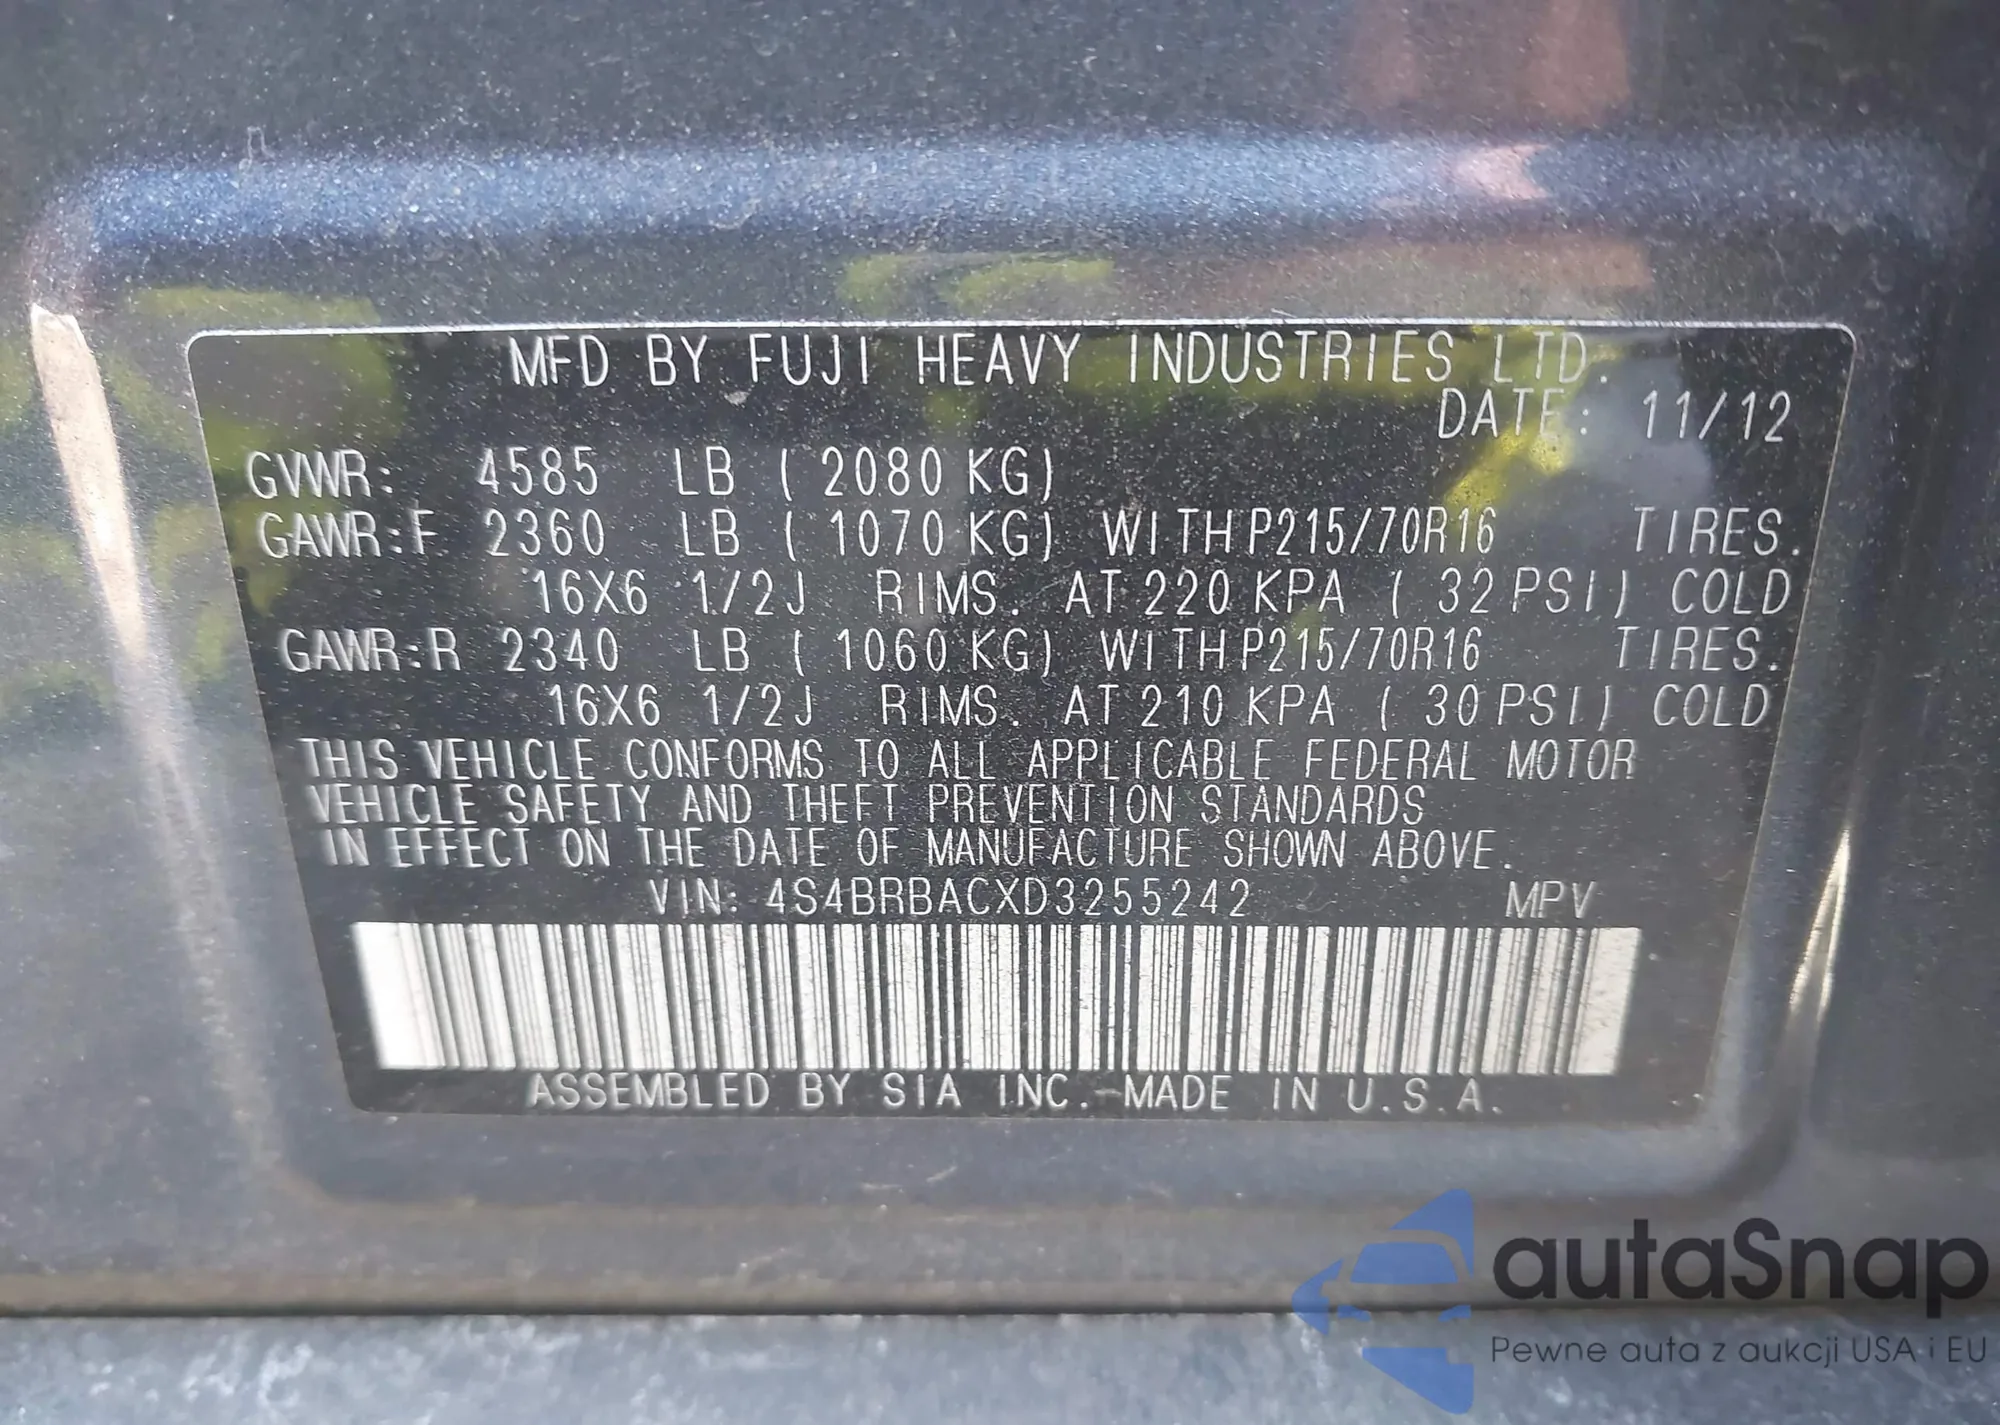 MFD BY FUJI HEAVY INDUSTRIES LTD.
DATE: 11/12
GVWR: 4585 LB ( 2080 KG)
GAWR:F 2360 LB ( 1070 KG) WITH P215/70R16 TIRES.
16X6 1/2J RIMS. AT 220 KPA ( 32 PSI) COLD
GAWR:R 2340 LB ( 1060 KG) WITH P215/70R16 TIRES.
16X6 1/2J RIMS. AT 210 KPA ( 30 PSI) COLD
THIS VEHICLE CONFORMS TO ALL APPLICABLE FEDERAL MOTOR
VEHICLE SAFETY AND THEFT PREVENTION STANDARDS
IN EFFECT ON THE DATE OF MANUFACTURE SHOWN ABOVE.
VIN: 4S4BRBACXD3255242 MPV
ASSEMBLED BY SIA INC.-MADE IN U.S.A.
autaSnap
Pewne auta z aukcji USA i EU